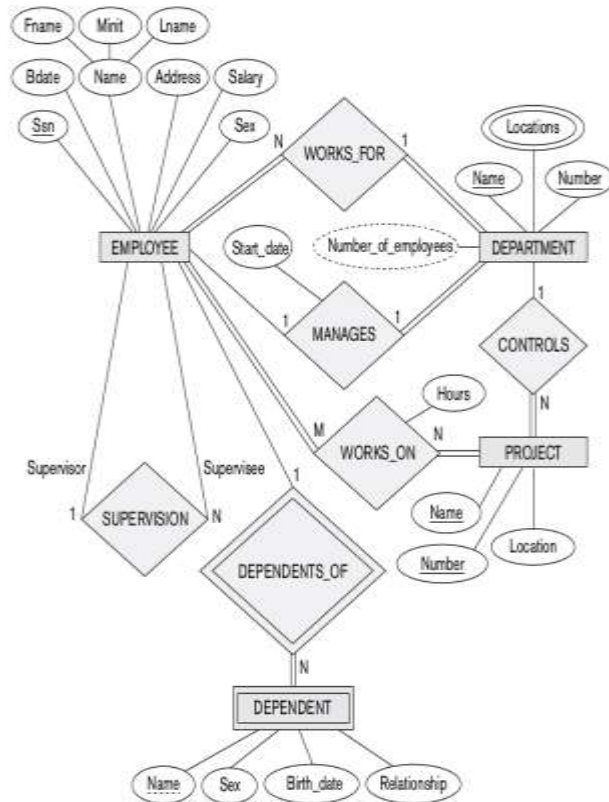 Fname Minit Lname
Bdate Name Address Salary
Ssn Sex
Locations
N 1
WORKS_FOR
Name Number
EMPLOYEE Start_date Number_of_employees DEPARTMENT
1 MANAGES 1
1
CONTROLS
Hours
M N N
WORKS_ON PROJECT
Supervisor Supervisee
1 SUPERVISION N 1
Name
Number Location
DEPENDENTS_OF
N
DEPENDENT
Name Sex Birth_date Relationship